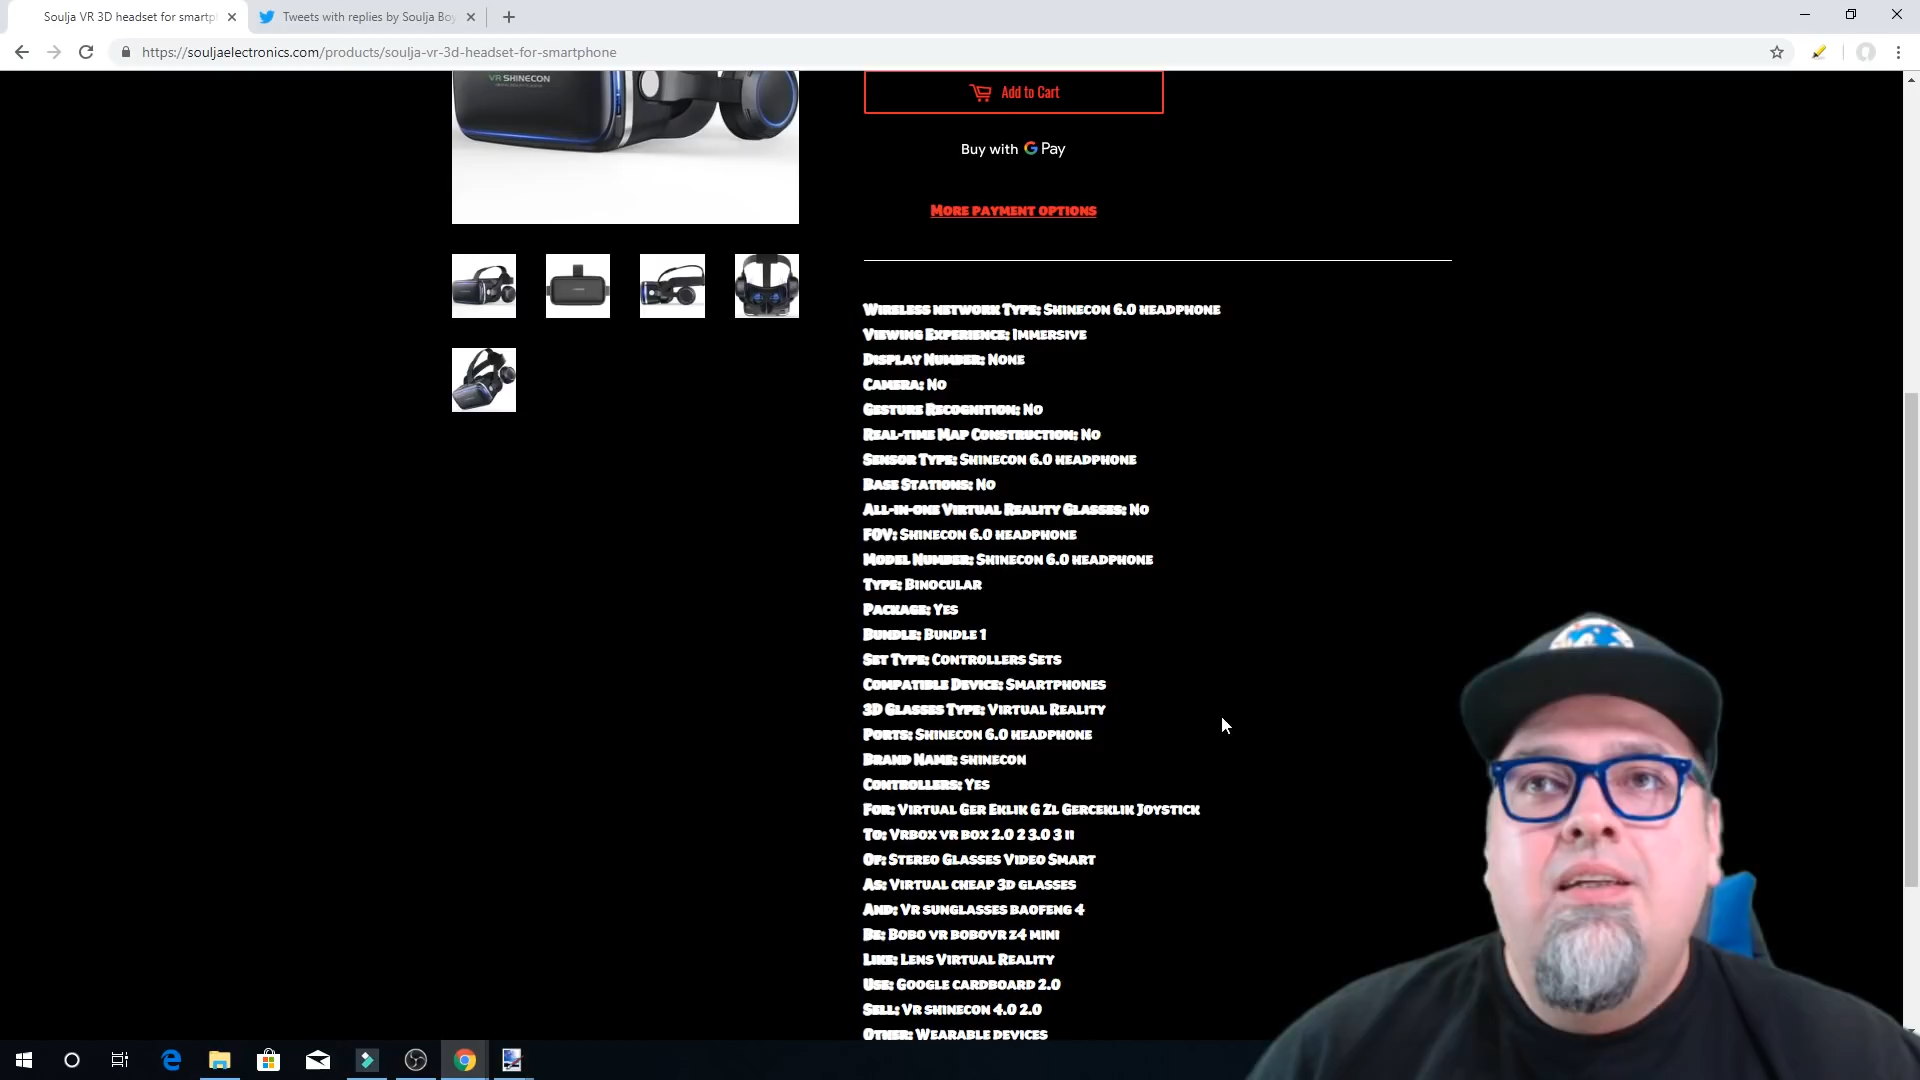 Soulja VR 3D headset for smartp
Tweets with replies by Soulja Boy
https://souljaelectronics.com/products/soulja-vr-3d-headset-for-smartphone
VR SHINECON
Add to Cart
Buy with G Pay
More payment options
Wireless network Type: Shinecon 6.0 headphone
Viewing Experience: Immersive
Display Number: None
Camera: No
Gesture Recognition: No
Real-time Map Construction: No
Sensor Type: Shinecon 6.0 headphone
Base Stations: No
All-in-one Virtual Reality Glasses: No
FOV: Shinecon 6.0 headphone
Model Number: Shinecon 6.0 headphone
Type: Binocular
Package: Yes
Bundle: Bundle 1
Set Type: Controllers Sets
Compatible Device: Smartphones
3D Glasses Type: Virtual Reality
Ports: Shinecon 6.0 headphone
Brand Name: shinecon
Controllers: Yes
For: Virtual Ger Eklik G Zl Gerceklik Joystick
To: Vrbox vr box 2.0 2 3.0 3 ii
Of: Stereo Glasses Video Smart
As: Virtual cheap 3d glasses
And: Vr sunglasses baofeng 4
Be: Bobo vr bobovr z4 mini
Like: Lens Virtual Reality
Use: Google cardboard 2.0
Sell: Vr shinecon 4.0 2.0
Other: Wearable devices